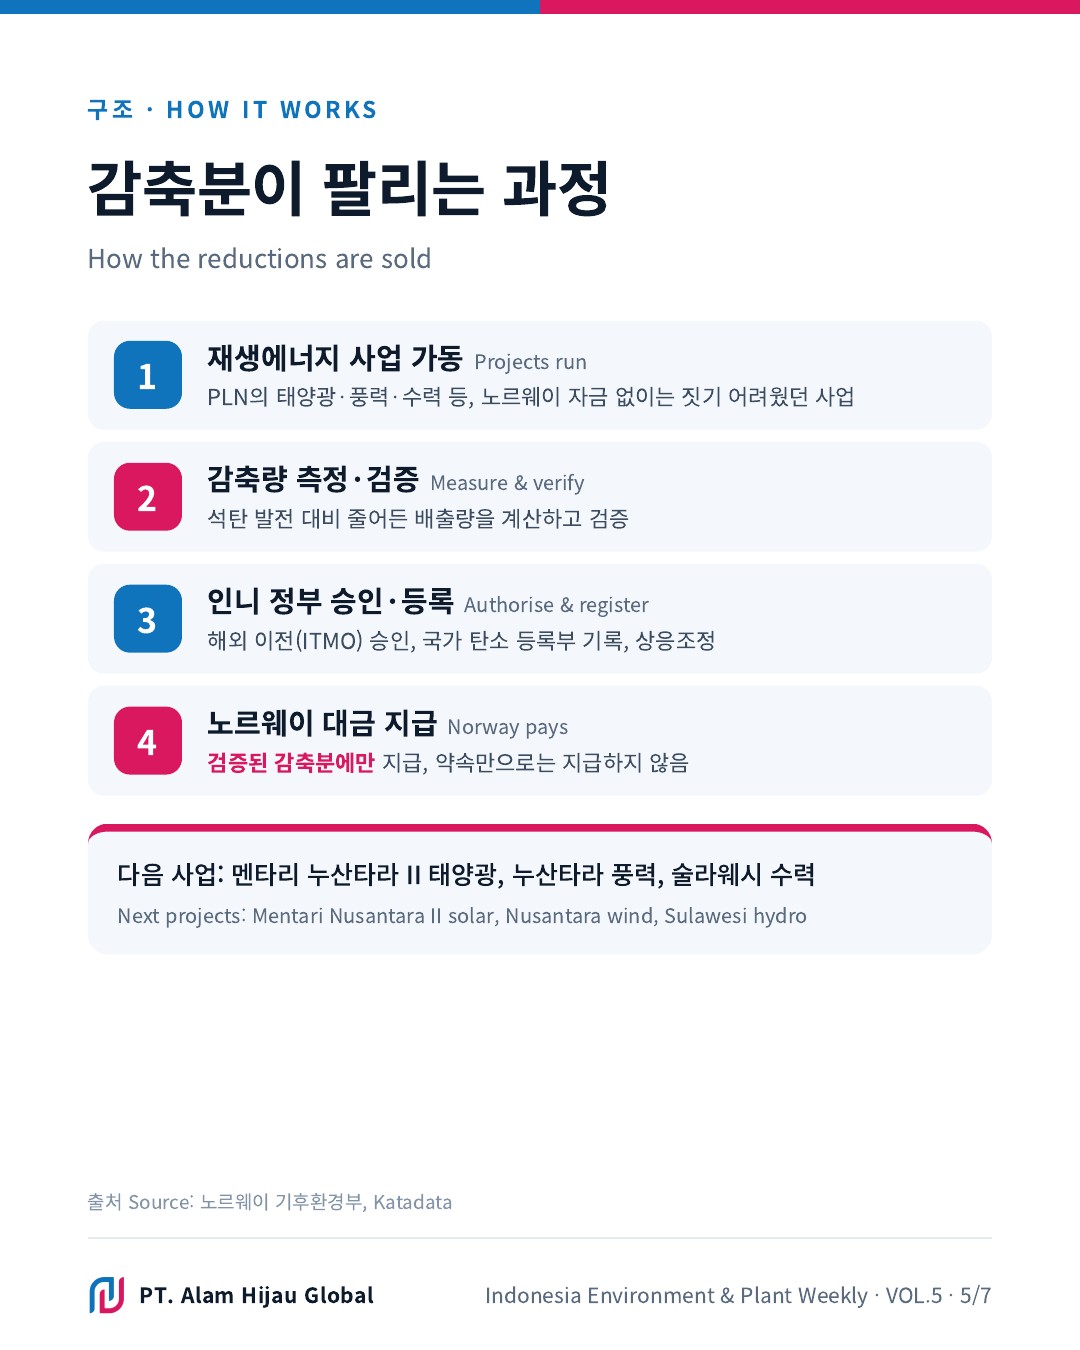 구조 · HOW IT WORKS
감축분이 팔리는 과정
How the reductions are sold
1
재생에너지 사업 가동 Projects run
PLN의 태양광·풍력·수력 등, 노르웨이 자금 없이는 짓기 어려웠던 사업
2
감축량 측정·검증 Measure & verify
석탄 발전 대비 줄어든 배출량을 계산하고 검증
3
인니 정부 승인·등록 Authorise & register
해외 이전(ITMO) 승인, 국가 탄소 등록부 기록, 상응조정
4
노르웨이 대금 지급 Norway pays
검증된 감축분에만 지급, 약속만으로는 지급하지 않음
다음 사업: 멘타리 누산타라 II 태양광, 누산타라 풍력, 술라웨시 수력
Next projects: Mentari Nusantara II solar, Nusantara wind, Sulawesi hydro
출처 Source: 노르웨이 기후환경부, Katadata
PT. Alam Hijau Global
Indonesia Environment & Plant Weekly · VOL.5 · 5/7